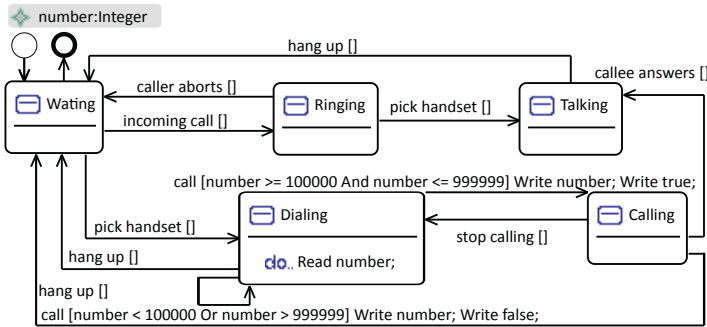 number:Integer
hang up []
callee answers []
caller aborts []
Wating
Ringing
Talking
pick handset []
incoming call []
call [number >= 100000 And number <= 999999] Write number; Write true;
Dialing
Calling
pick handset []
stop calling []
hang up []
do.. Read number;
hang up []
call [number < 100000 Or number > 999999] Write number; Write false;